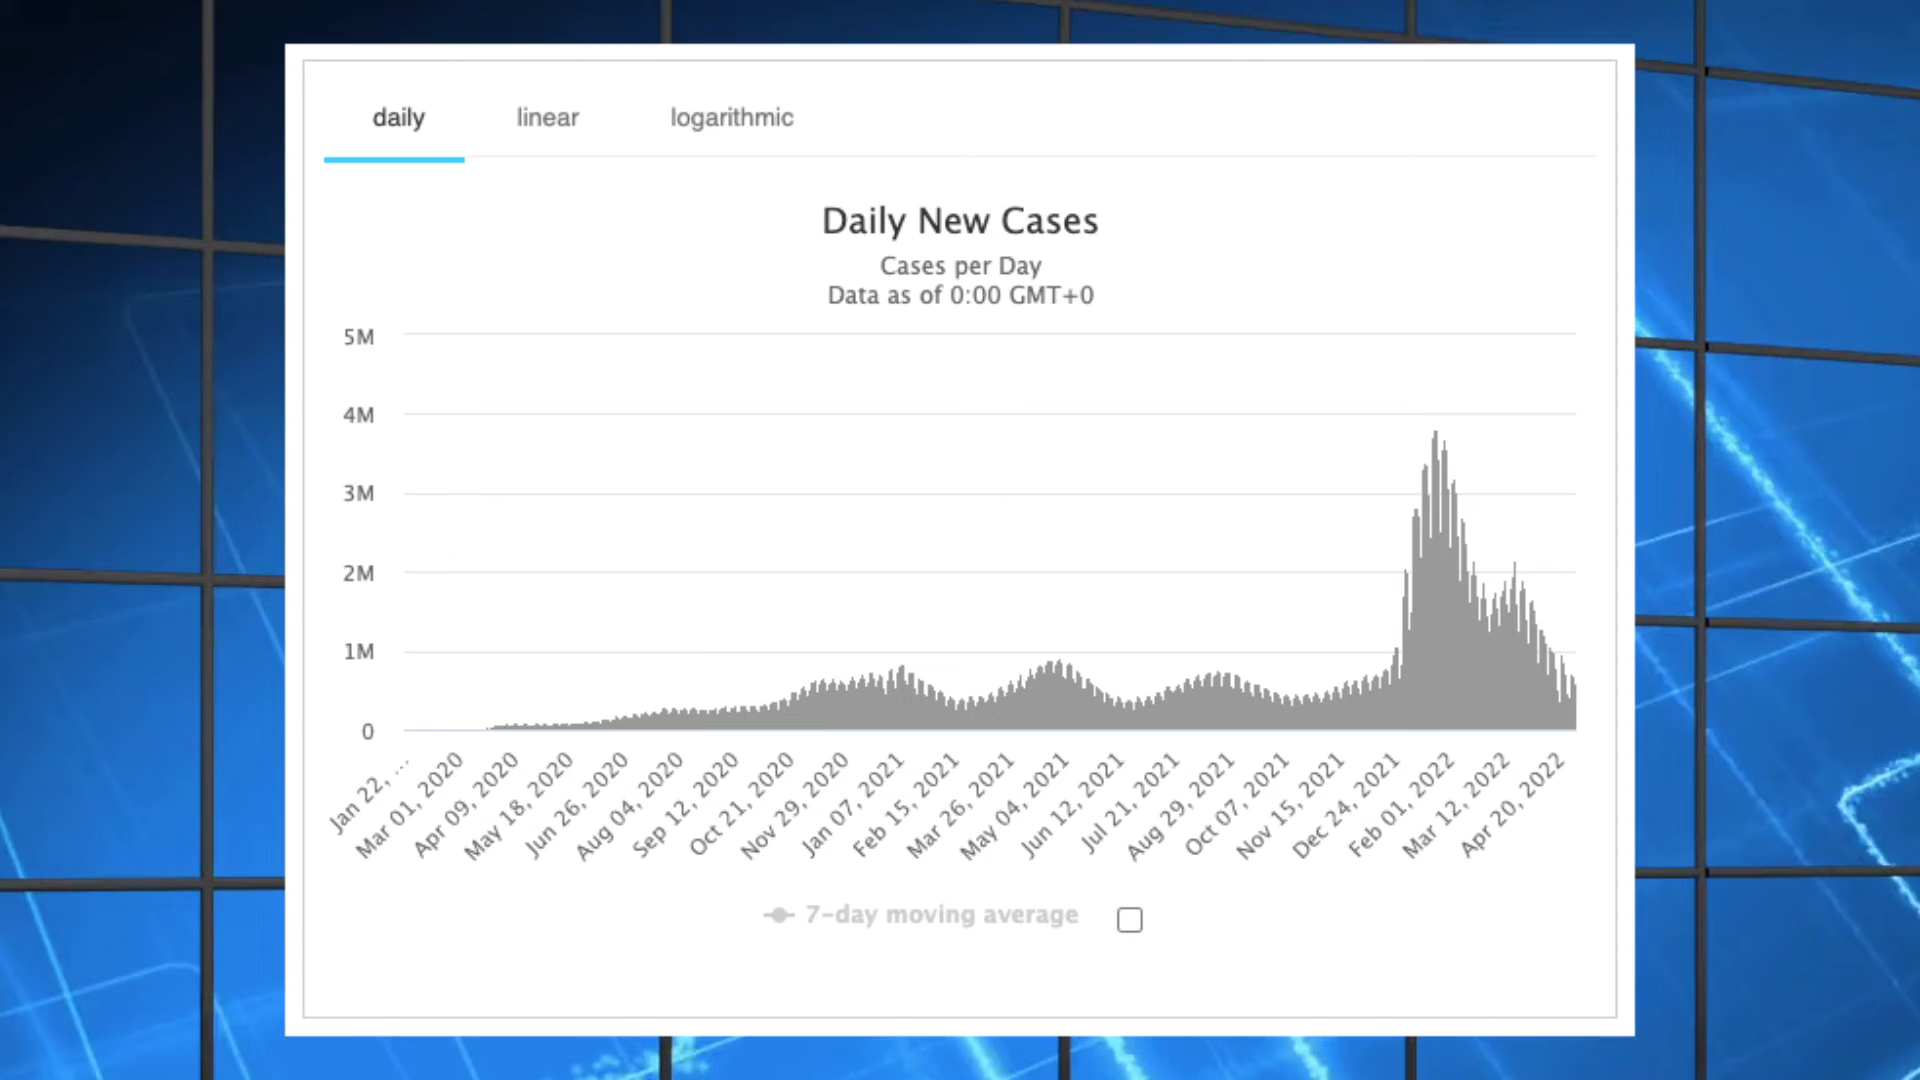 daily linear logarithmic
Daily New Cases
Cases per Day
Data as of 0:00 GMT+0
5M
4M
3M
2M
1M
0
Jan 22, ...
Mar 01, 2020
Apr 09, 2020
May 18, 2020
Jun 26, 2020
Aug 04, 2020
Sep 12, 2020
Oct 21, 2020
Nov 29, 2020
Jan 07, 2021
Feb 15, 2021
Mar 26, 2021
May 04, 2021
Jun 12, 2021
Jul 21, 2021
Aug 29, 2021
Oct 07, 2021
Nov 15, 2021
Dec 24, 2021
Feb 01, 2022
Mar 12, 2022
Apr 20, 2022
7-day moving average